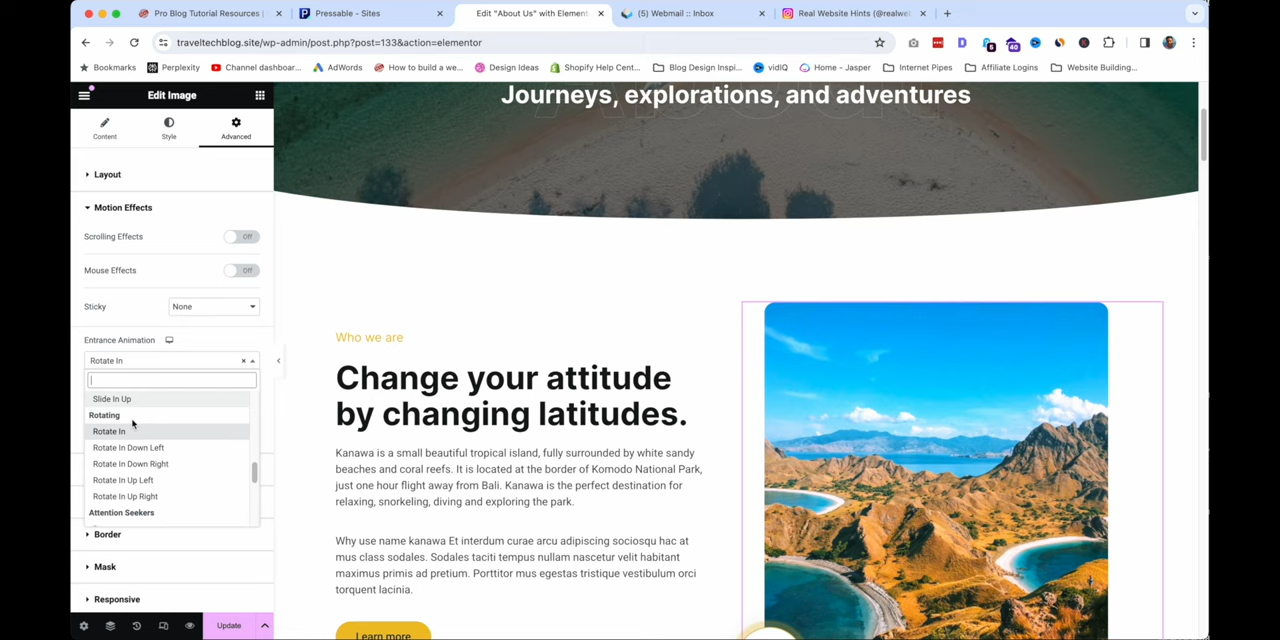 Pro Blog Tutorial Resources |
Pressable - Sites
Edit "About Us" with Element
(5) Webmail :: Inbox
Real Website Hints (@realwe
traveltechblog.site/wp-admin/post.php?post=133&action=elementor
5
40
Bookmarks
Perplexity
Channel dashboar...
AdWords
How to build a we...
Design Ideas
Shopify Help Cent...
Blog Design Inspi...
vidIQ
Home - Jasper
Internet Pipes
Affiliate Logins
Website Building...
Edit Image
Content
Style
Advanced
Layout
Motion Effects
Scrolling Effects
Off
Mouse Effects
Off
Sticky
None
Entrance Animation
Rotate In
Slide In Up
Rotating
Rotate In
Rotate In Down Left
Rotate In Down Right
Rotate In Up Left
Rotate In Up Right
Attention Seekers
Border
Mask
Responsive
Update
Journeys, explorations, and adventures
Who we are
Change your attitude
by changing latitudes.
Kanawa is a small beautiful tropical island, fully surrounded by white sandy
beaches and coral reefs. It is located at the border of Komodo National Park,
just one hour flight away from Bali. Kanawa is the perfect destination for
relaxing, snorkeling, diving and exploring the park.
Why use name kanawa Et interdum curae arcu adipiscing sociosqu hac at
mus class sodales. Sodales taciti tempus nullam nascetur velit habitant
maximus primis ad pretium. Porttitor mus egestas tristique vestibulum orci
torquent lacinia.
Learn more